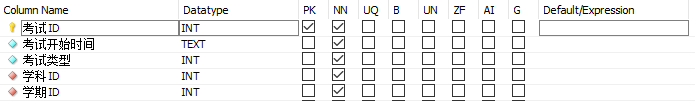 Column Name Datatype PK NN UQ B UN ZF AI G Default/Expression
考试ID INT
考试开始时间 TEXT
考试类型 INT
学科ID INT
学期ID INT